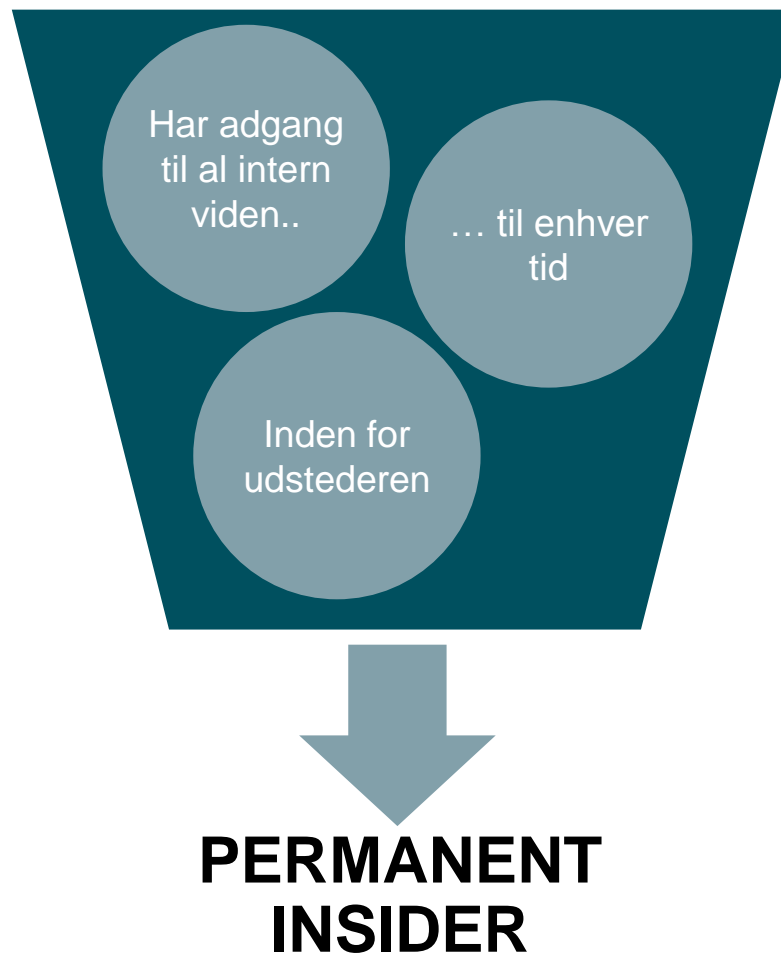 Har adgang
til al intern
viden..
… til enhver
tid
Inden for
udstederen
PERMANENT
INSIDER